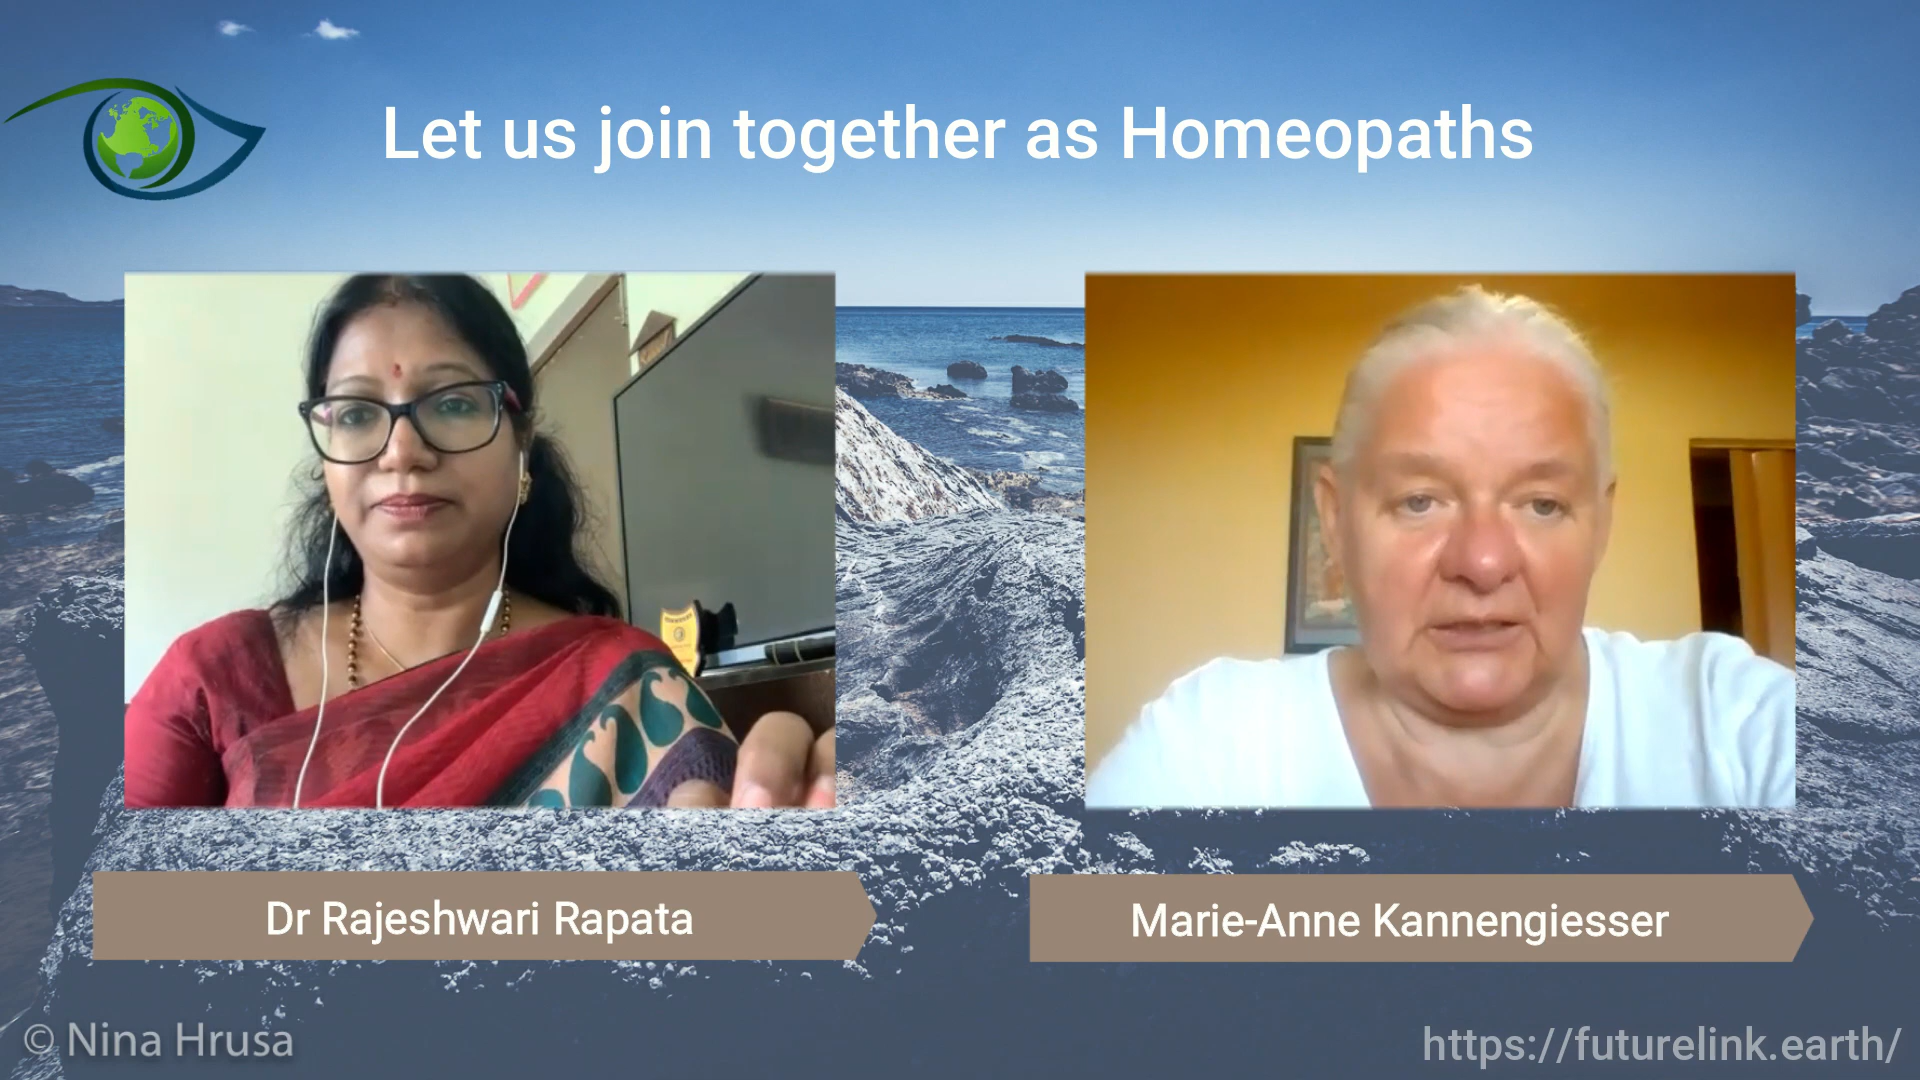 Let us join together as Homeopaths
Dr Rajeshwari Rapata
Marie-Anne Kannengiesser
© Nina Hrusa
https://futurelink.earth/